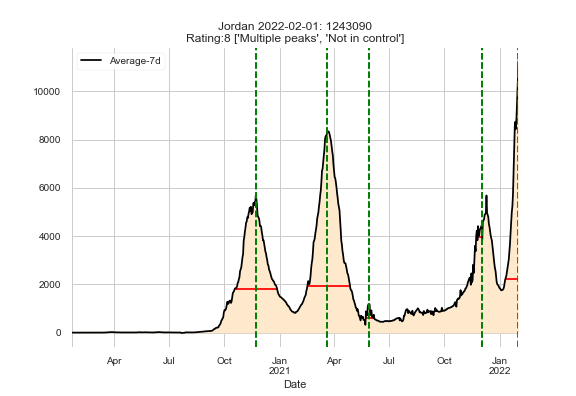 Jordan 2022-02-01: 1243090
Rating:8 ['Multiple peaks', 'Not in control']
Average-7d
10000
8000
6000
4000
2000
0
Apr Jul Oct Jan Apr Jul Oct Jan
2021 2022
Date